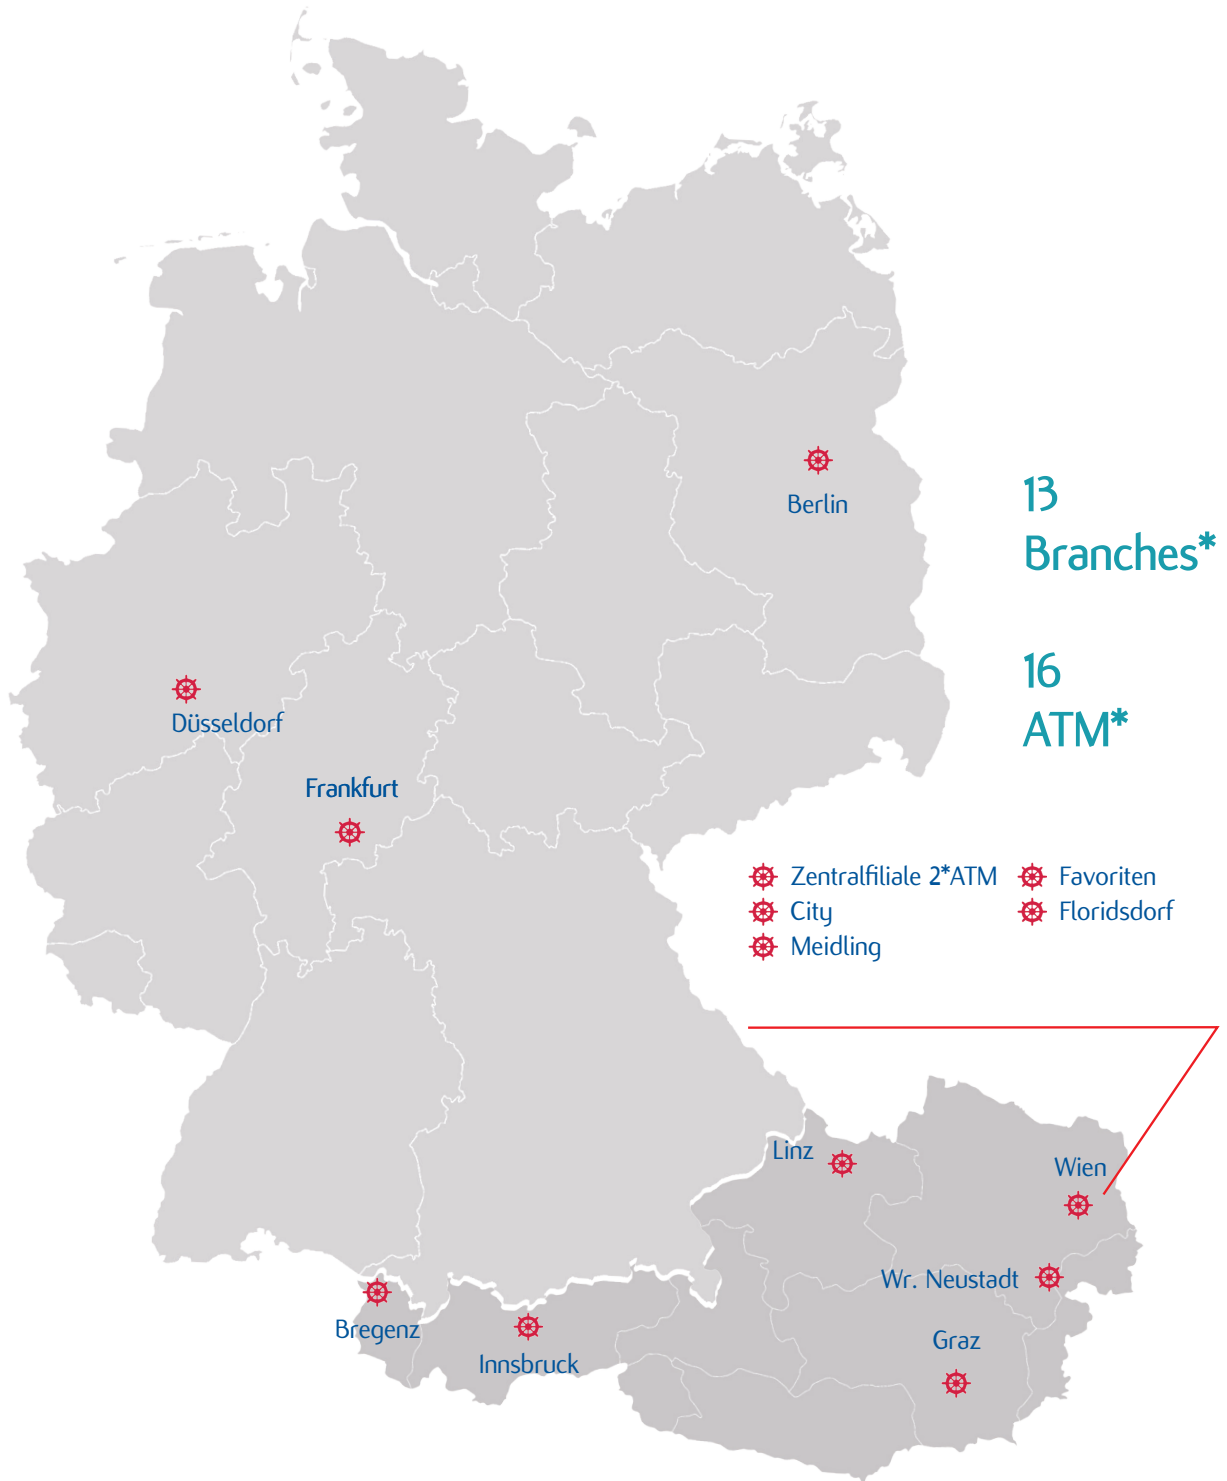 Berlin
13
Branches*
16
ATM*
Düsseldorf
Frankfurt
Zentralfiliale 2*ATM
City
Meidling
Favoriten
Floridsdorf
Linz
Wien
Wr. Neustadt
Bregenz
Innsbruck
Graz